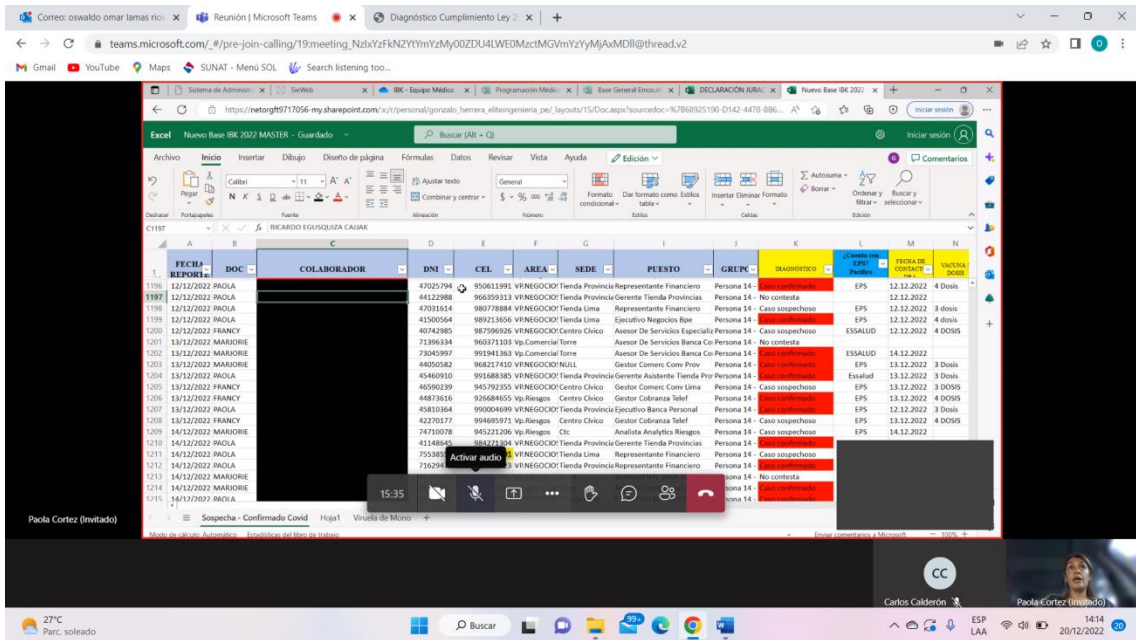 Correo: oswaldo omar lamas rios
Reunión | Microsoft Teams
Diagnóstico Cumplimiento Ley 2
teams.microsoft.com/_#/pre-join-calling/19:meeting_NzIxYzFkN2YtYmYzMy00ZDU4LWE0MzctMGVmYzYyMjAxMDll@thread.v2
Gmail YouTube Maps SUNAT - Menú SOL Search listening too...
Sistema de Administr SieWeb IBK - Equipo Médico Programación Médic Base General Emo DECLARACIÓN JURAD Nuevo Base IBK 2022
Excel Nuevo Base IBK 2022 MASTER - Guardado Buscar (Alt + Q) Iniciar sesión
Archivo Inicio Insertar Dibujo Diseño de página Fórmulas Datos Revisar Vista Ayuda Edición Comentarios
Pegar Calibri 11 Ajustar texto General Autosuma
N K S Combinar y centrar Formato condicional Dar formato como tabla Estilos Insertar Eliminar Formato Borrar Ordenar y filtrar Buscar y seleccionar
Deshacer Portapapeles Fuente Alineación Número Estilos Celdas Edición
C1197 RICARDO EGUSQUIZA CAJJAK
A B C D E F G H I J K L M N
FECHA REPORTE DOC COLABORADOR DNI CEL AREA SEDE PUESTO GRUPO DIAGNÓSTICO ¿Cuenta con EPS? Pacífico FECHA DE CONTACT VACUNA DOSIS
1196 12/12/2022 PAOLA 47025794 950611991 VP.NEGOCIO Tienda Provincia Representante Financiero Persona 14 - Caso confirmado EPS 12.12.2022 4 Dosis
1197 12/12/2022 PAOLA 44122988 966359313 VP.NEGOCIO Tienda Provincia Gerente Tienda Provincias Persona 14 - No contesta 12.12.2022
1198 12/12/2022 PAOLA 47031614 980778884 VP.NEGOCIO Tienda Lima Representante Financiero Persona 14 - Caso sospechoso EPS 12.12.2022 3 dosis
1199 12/12/2022 PAOLA 41500564 989213656 VP.NEGOCIO Tienda Lima Ejecutivo Negocios Bpe Persona 14 - Caso confirmado EPS 12.12.2022 4 dosis
1200 12/12/2022 FRANCY 40742985 987596926 VP.NEGOCIO Centro Civico Asesor De Servicios Especializ Persona 14 - Caso sospechoso ESSALUD 12.12.2022 4 DOSIS
1201 13/12/2022 MARJORIE 71396334 960371103 Vp.Comercial Torre Asesor De Servicios Banca Co Persona 14 - No contesta
1202 13/12/2022 MARJORIE 73045997 991941363 Vp.Comercial Torre Asesor De Servicios Banca Co Persona 14 - Caso confirmado ESSALUD 14.12.2022
1203 13/12/2022 MARJORIE 44050582 968217410 VP.NEGOCIO NULL Gestor Comerc Conv Prov Persona 14 - Caso confirmado EPS 13.12.2022 3 Dosis
1204 13/12/2022 PAOLA 45460910 991688385 VP.NEGOCIO Tienda Provincia Gerente Asistente Tienda Pro Persona 14 - Caso confirmado Essalud 13.12.2022 3 Dosis
1205 13/12/2022 FRANCY 46590239 945792355 VP.NEGOCIO Centro Civico Gestor Comerc Conv Lima Persona 14 - Caso sospechoso EPS 13.12.2022 3 DOSIS
1206 13/12/2022 FRANCY 44873616 926684655 Vp.Riesgos Centro Civico Gestor Cobranza Telef Persona 14 - Caso confirmado EPS 13.12.2022 4 DOSIS
1207 13/12/2022 PAOLA 45810364 990004699 VP.NEGOCIO Tienda Provincia Ejecutivo Banca Personal Persona 14 - Caso confirmado EPS 12.12.2022 3 Dosis
1208 13/12/2022 FRANCY 42270177 994695971 Vp.Riesgos Centro Civico Gestor Cobranza Telef Persona 14 - Caso sospechoso EPS 13.12.2022 4 DOSIS
1209 14/12/2022 MARJORIE 74710078 945221206 Vp.Riesgos Ctc Analista Analytics Riesgos Persona 14 - Caso sospechoso EPS 14.12.2022
1210 14/12/2022 MARJORIE 41148645 984271304 VP.NEGOCIO Tienda Provincia Gerente Tienda Provincias Persona 14 - Caso confirmado
1211 14/12/2022 PAOLA VP.NEGOCIO Tienda Lima Representante Financiero Persona 14 - Caso sospechoso
1212 14/12/2022 PAOLA VP.NEGOCIO Tienda Provincia Representante Financiero Persona 14 - Caso confirmado
1213 14/12/2022 MARJORIE No contesta
1214 14/12/2022 MARJORIE
1215 14/12/2022 PAOLA
Activar audio
15:35
Sospecha - Confirmado Covid Hoja1 Viruela de Mono
Modo de cálculo: Automático Estadísticas del libro de trabajo Enviar comentarios a Microsoft 100%
Paola Cortez (Invitado)
CC
Carlos Calderón
Paola Cortez (Invitado)
27°C
Parc. soleado
Buscar
99+
ESP
LAA
14:14
20/12/2022
20